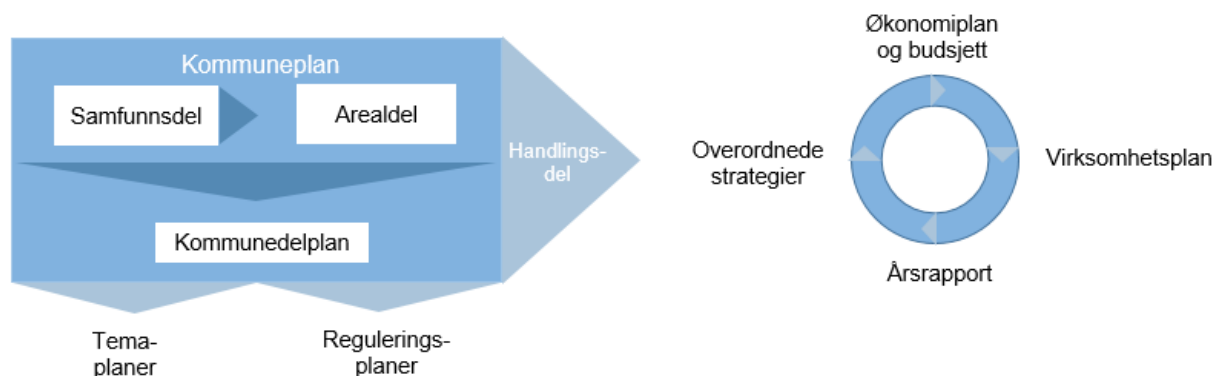 Kommuneplan
Samfunnsdel
Arealdel
Handlings-
del
Kommunedelplan
Tema-
planer
Regulerings-
planer
Økonomiplan
og budsjett
Overordnede
strategier
Virksomhetsplan
Årsrapport